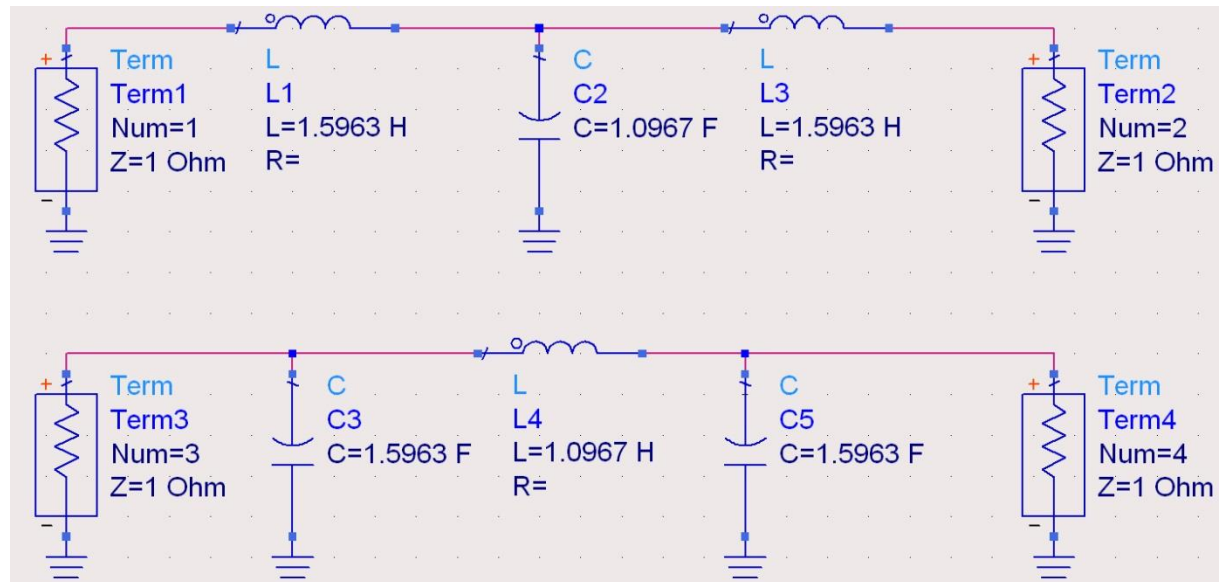 +
Term
Term1
Num=1
Z=1 Ohm
-
L
L1
L=1.5963 H
R=
C
C2
C=1.0967 F
L
L3
L=1.5963 H
R=
+
Term
Term2
Num=2
Z=1 Ohm
-
+
Term
Term3
Num=3
Z=1 Ohm
-
C
C3
C=1.5963 F
L
L4
L=1.0967 H
R=
C
C5
C=1.5963 F
+
Term
Term4
Num=4
Z=1 Ohm
-